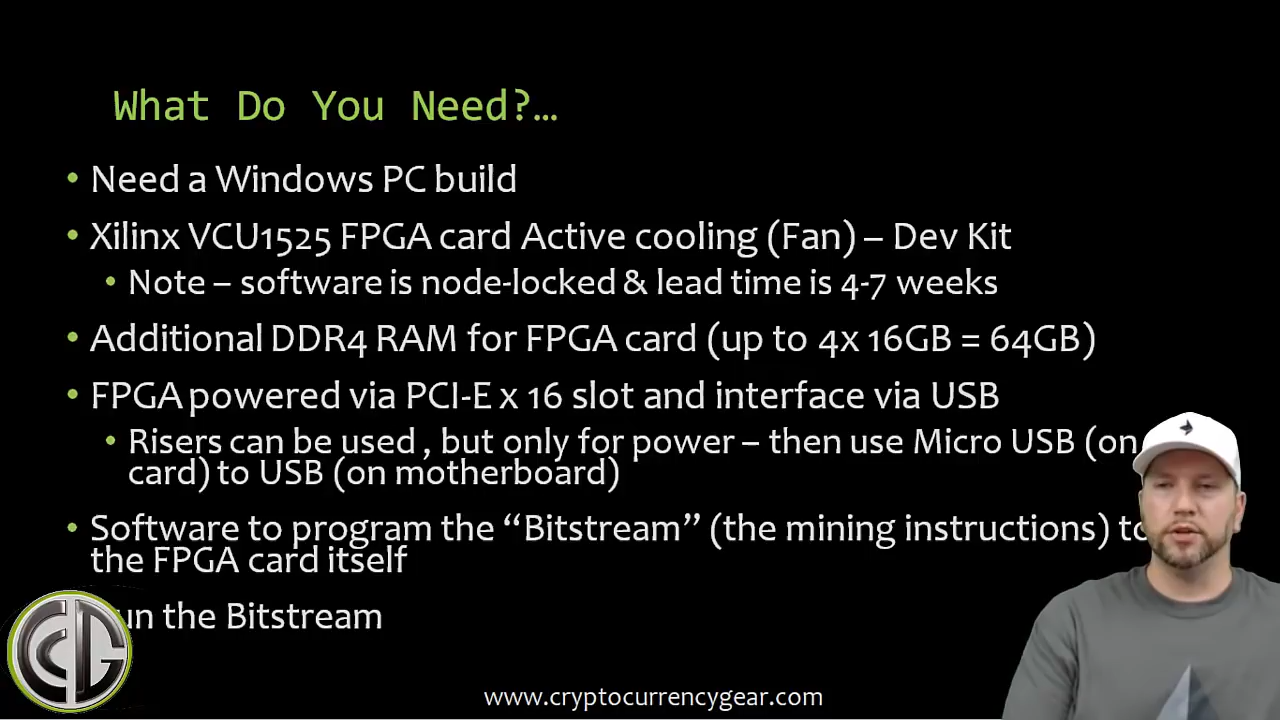 What Do You Need?…
• Need a Windows PC build
• Xilinx VCU1525 FPGA card Active cooling (Fan) – Dev Kit
• Note – software is node-locked & lead time is 4-7 weeks
• Additional DDR4 RAM for FPGA card (up to 4x 16GB = 64GB)
• FPGA powered via PCI-E x 16 slot and interface via USB
• Risers can be used , but only for power – then use Micro USB (on
card) to USB (on motherboard)
• Software to program the “Bitstream” (the mining instructions) to
the FPGA card itself
un the Bitstream
CG
www.cryptocurrencygear.com